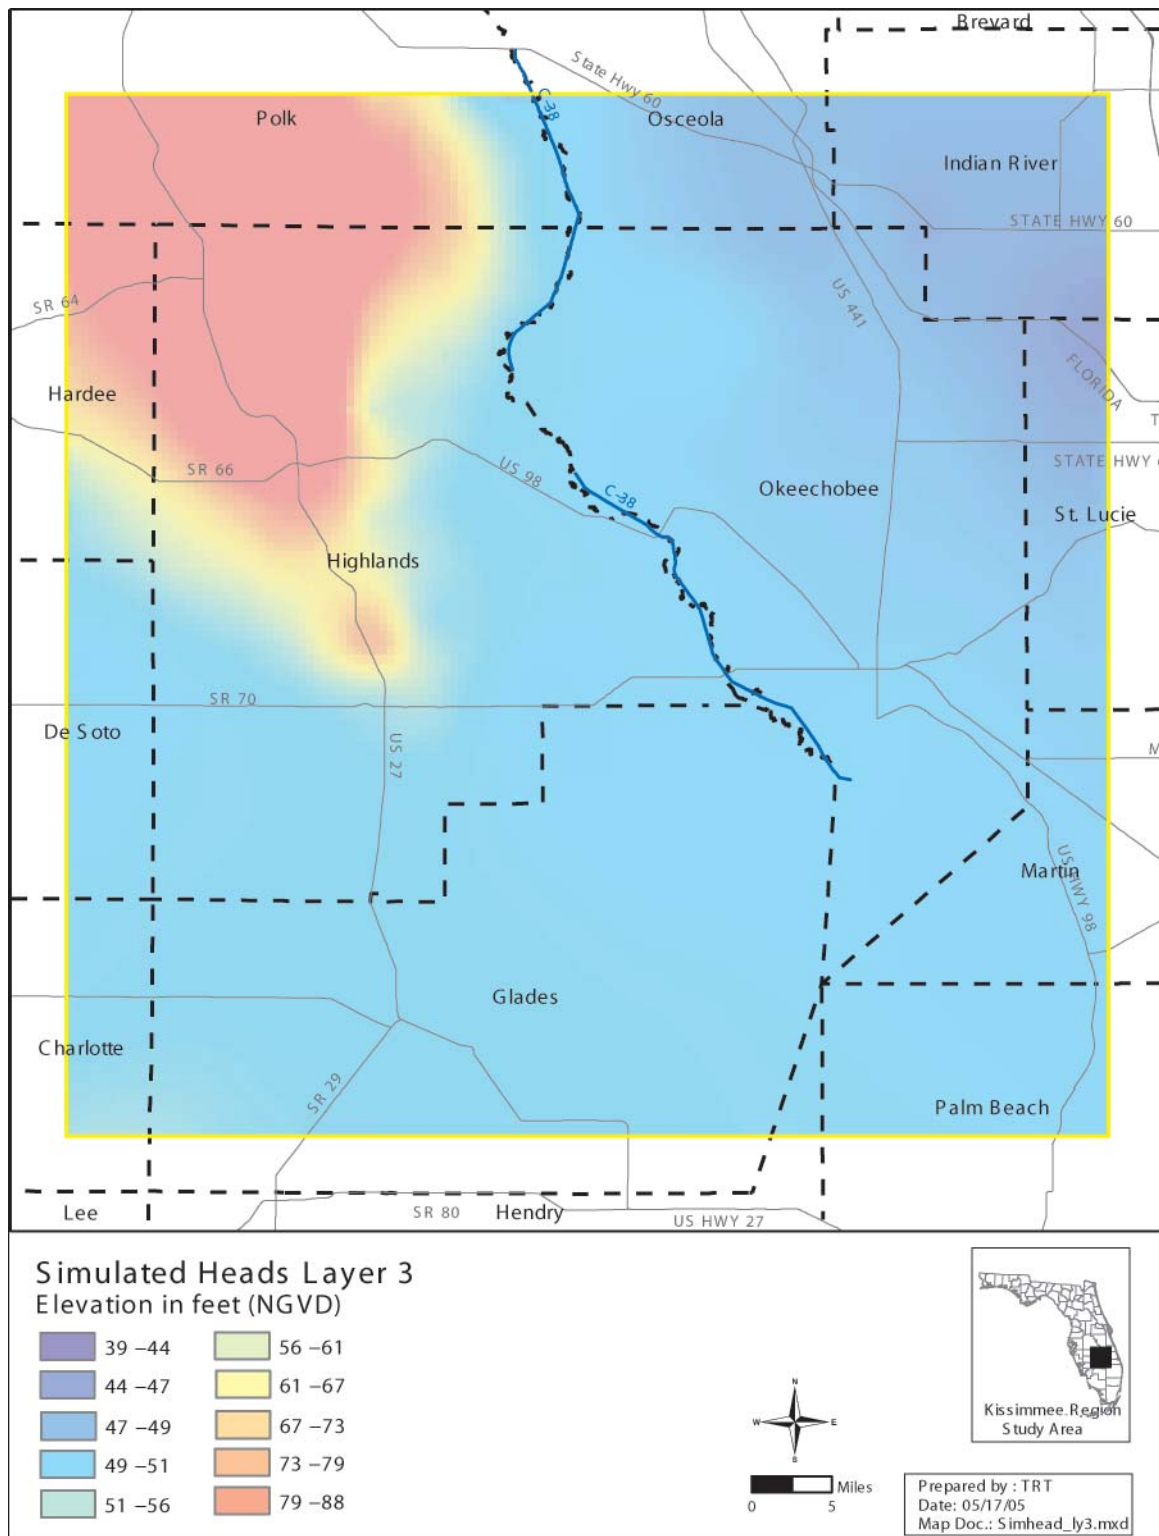 Brevard
State Hwy 60
C-38
Polk
Osceola
Indian River
STATE HWY 60
SR 64
US 441
FLORIDA
Hardee
T
SR 66
US 98
STATE HWY
C-38
Okeechobee
St. Lucie
Highlands
SR 70
De Soto
US 27
M
Martin
US HWY 98
Glades
Charlotte
SR 29
Palm Beach
Lee
SR 80
Hendry
US HWY 27
Simulated Heads Layer 3
Elevation in feet (NGVD)
39 –44
44 –47
47 –49
49 –51
51 –56
56 –61
61 –67
67 –73
73 –79
79 –88
N
W
E
S
Miles
0
5
Kissimmee Region
Study Area
Prepared by : TRT
Date: 05/17/05
Map Doc.: Simhead_ly3.mxd